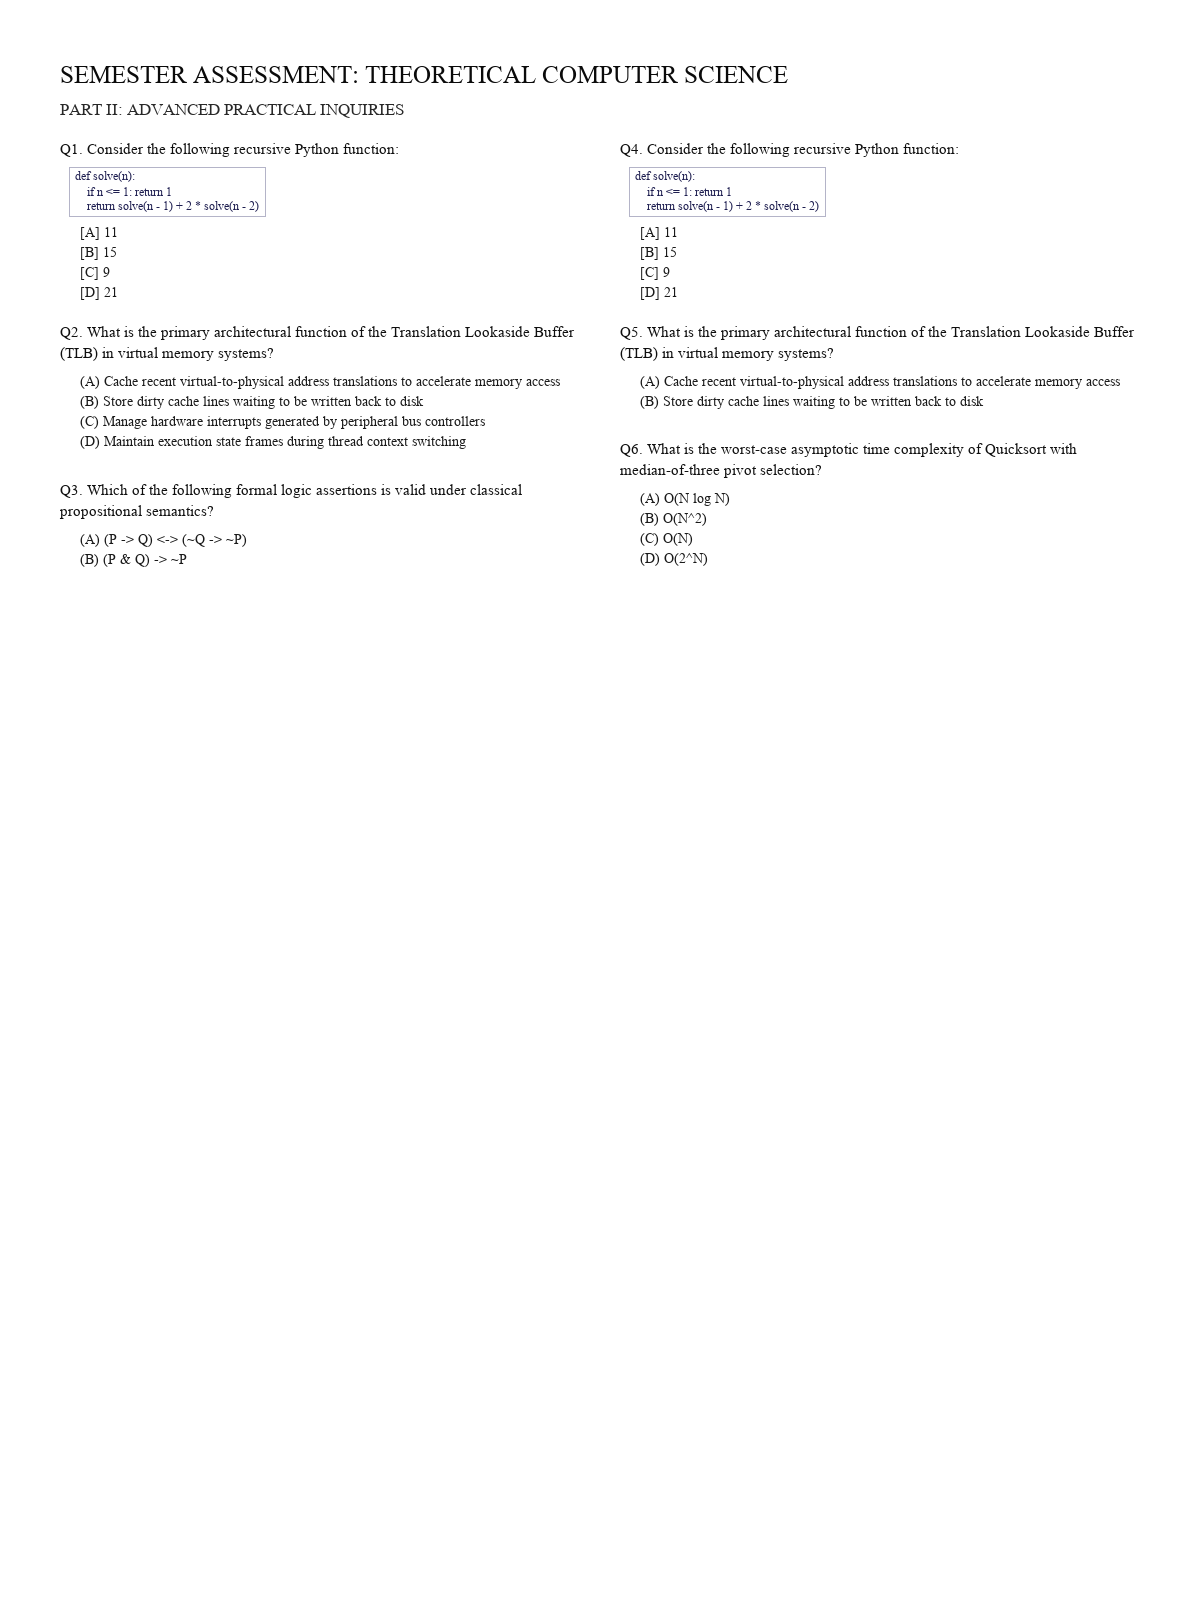 SEMESTER ASSESSMENT: THEORETICAL COMPUTER SCIENCE
PART II: ADVANCED PRACTICAL INQUIRIES
Q1. Consider the following recursive Python function:
def solve(n):
    if n <= 1: return 1
    return solve(n - 1) + 2 * solve(n - 2)
[A] 11
[B] 15
[C] 9
[D] 21
Q2. What is the primary architectural function of the Translation Lookaside Buffer
(TLB) in virtual memory systems?
(A) Cache recent virtual-to-physical address translations to accelerate memory access
(B) Store dirty cache lines waiting to be written back to disk
(C) Manage hardware interrupts generated by peripheral bus controllers
(D) Maintain execution state frames during thread context switching
Q3. Which of the following formal logic assertions is valid under classical
propositional semantics?
(A) (P -> Q) <-> (~Q -> ~P)
(B) (P & Q) -> ~P
Q4. Consider the following recursive Python function:
def solve(n):
    if n <= 1: return 1
    return solve(n - 1) + 2 * solve(n - 2)
[A] 11
[B] 15
[C] 9
[D] 21
Q5. What is the primary architectural function of the Translation Lookaside Buffer
(TLB) in virtual memory systems?
(A) Cache recent virtual-to-physical address translations to accelerate memory access
(B) Store dirty cache lines waiting to be written back to disk
Q6. What is the worst-case asymptotic time complexity of Quicksort with
median-of-three pivot selection?
(A) O(N log N)
(B) O(N^2)
(C) O(N)
(D) O(2^N)